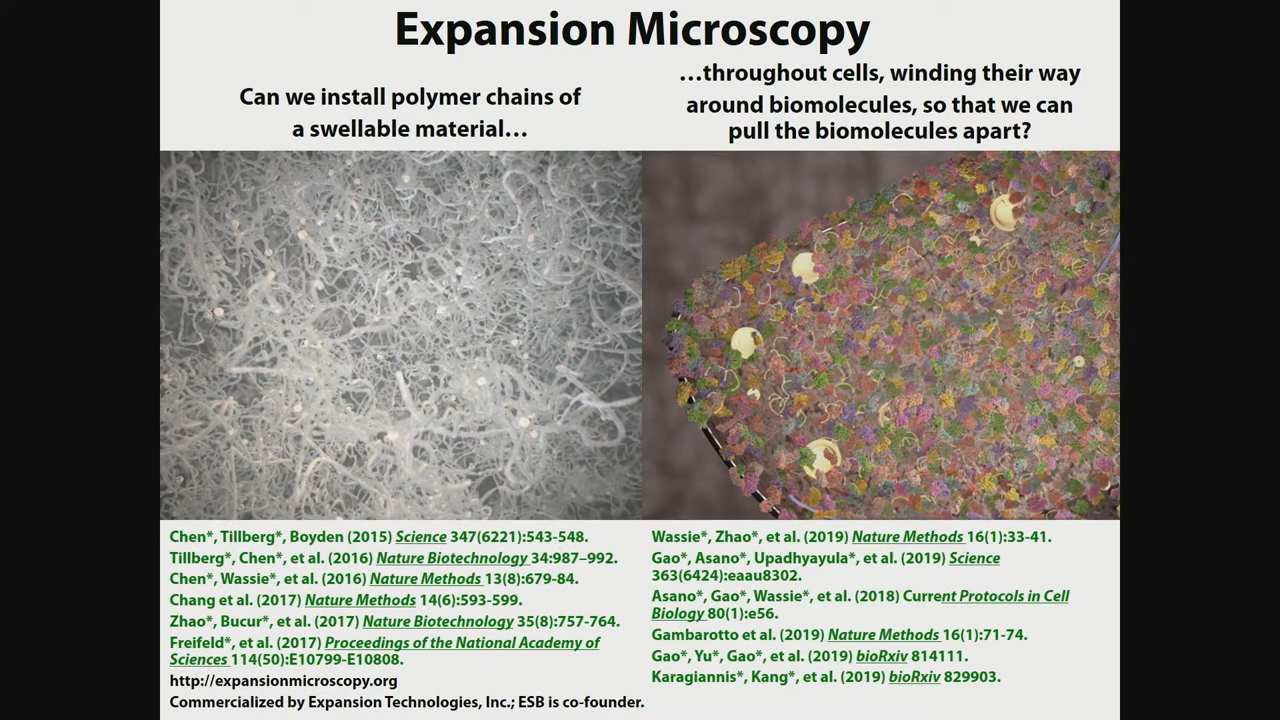 Expansion Microscopy
Can we install polymer chains of
a swellable material…
…throughout cells, winding their way
around biomolecules, so that we can
pull the biomolecules apart?
Chen*, Tillberg*, Boyden (2015) Science 347(6221):543-548.
Tillberg*, Chen*, et al. (2016) Nature Biotechnology 34:987–992.
Chen*, Wassie*, et al. (2016) Nature Methods 13(8):679-84.
Chang et al. (2017) Nature Methods 14(6):593-599.
Zhao*, Bucur*, et al. (2017) Nature Biotechnology 35(8):757-764.
Freifeld*, et al. (2017) Proceedings of the National Academy of
Sciences 114(50):E10799-E10808.
http://expansionmicroscopy.org
Commercialized by Expansion Technologies, Inc.; ESB is co-founder.
Wassie*, Zhao*, et al. (2019) Nature Methods 16(1):33-41.
Gao*, Asano*, Upadhyayula*, et al. (2019) Science
363(6424):eaau8302.
Asano*, Gao*, Wassie*, et al. (2018) Current Protocols in Cell
Biology 80(1):e56.
Gambarotto et al. (2019) Nature Methods 16(1):71-74.
Gao*, Yu*, Gao*, et al. (2019) bioRxiv 814111.
Karagiannis*, Kang*, et al. (2019) bioRxiv 829903.